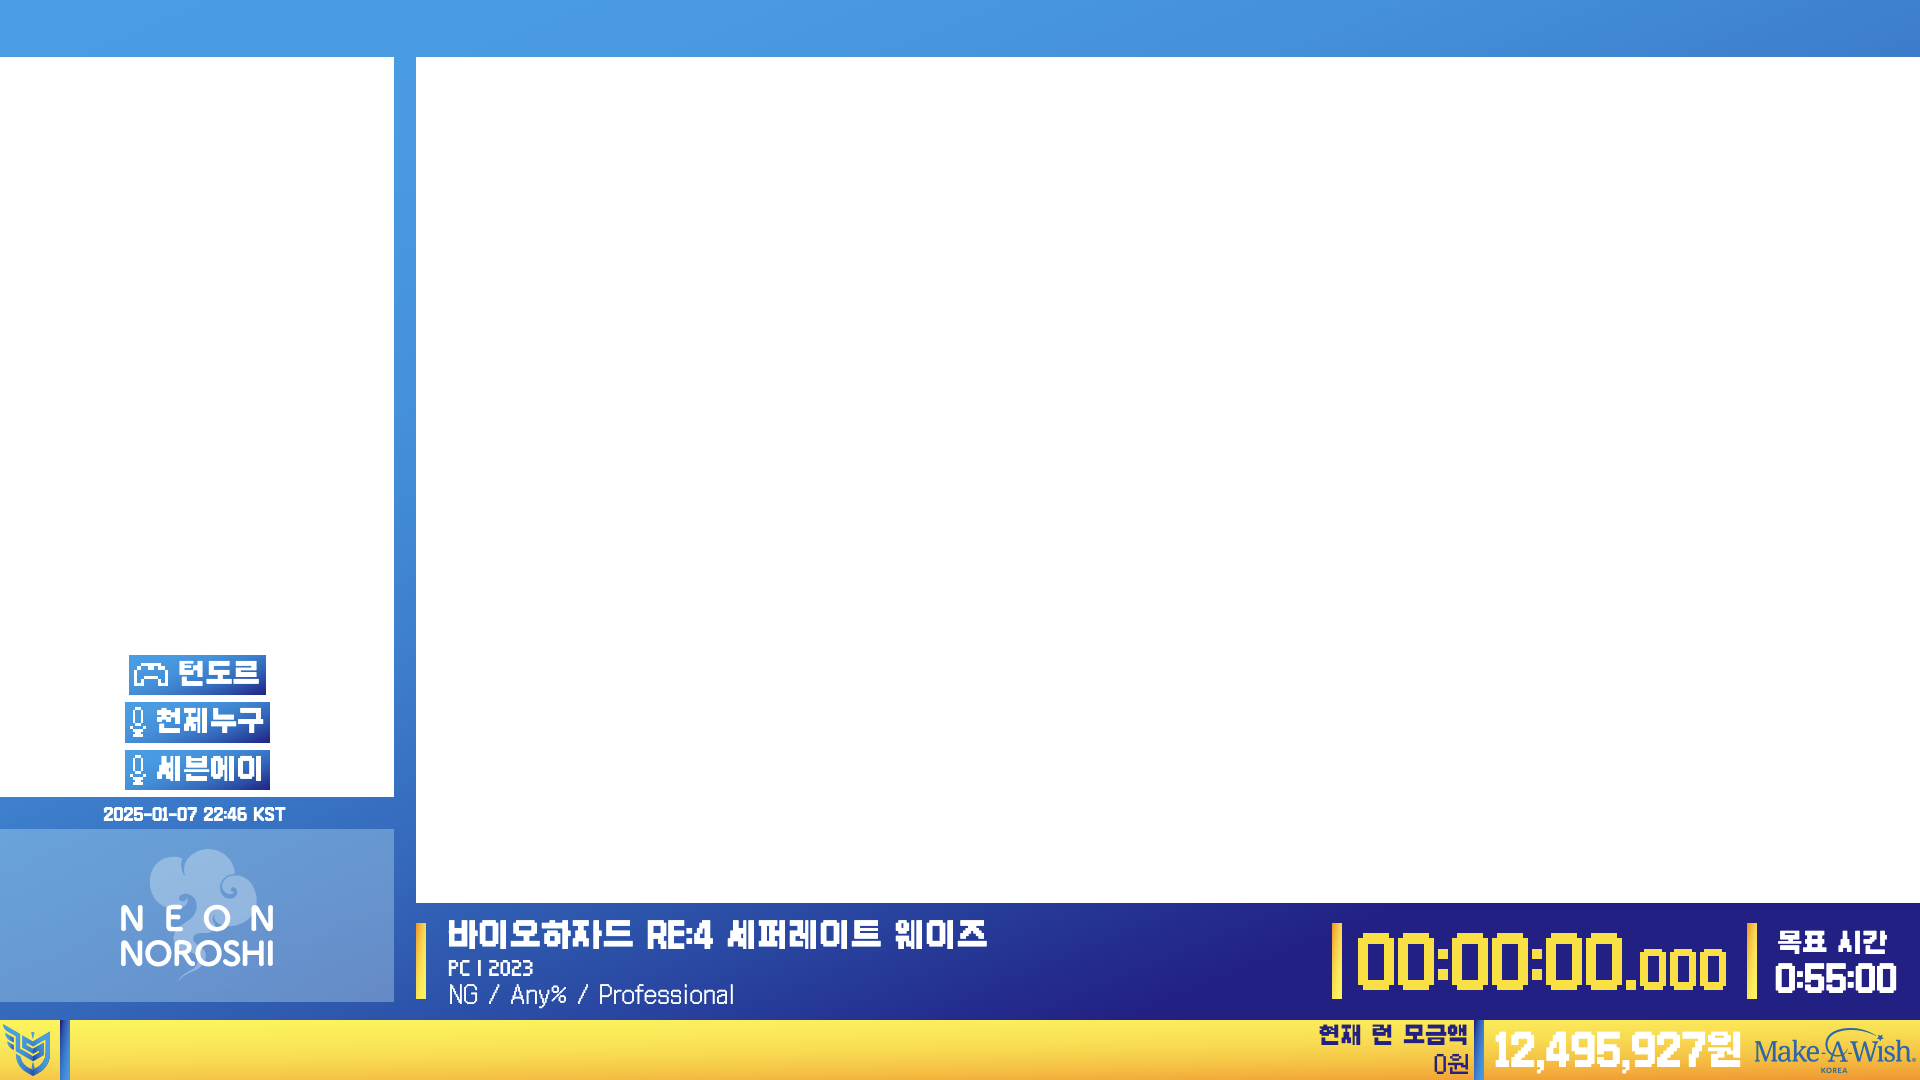 턴도르
천제누구
세븐에이
2025-01-07 22:46 KST
NEON
NOROSHI
바이오하자드 RE:4 세퍼레이트 웨이즈
PC | 2023
NG / Any% / Professional
00:00:00.000
목표 시간
0:55:00
현재 런 모금액
0원
12,495,927원
Make-A-Wish.
KOREA